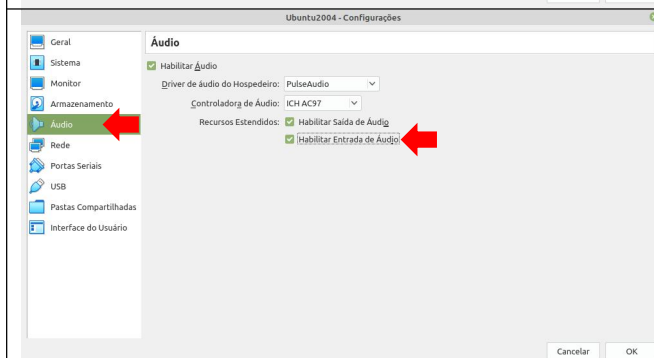 Ubuntu2004 - Configurações
Geral
Sistema
Monitor
Armazenamento
Áudio
Rede
Portas Seriais
USB
Pastas Compartilhadas
Interface do Usuário
Áudio
Habilitar Áudio
Driver de áudio do Hospedeiro: PulseAudio
Controladora de Áudio: ICH AC97
Recursos Estendidos: Habilitar Saída de Áudio
Habilitar Entrada de Áudio
Cancelar OK